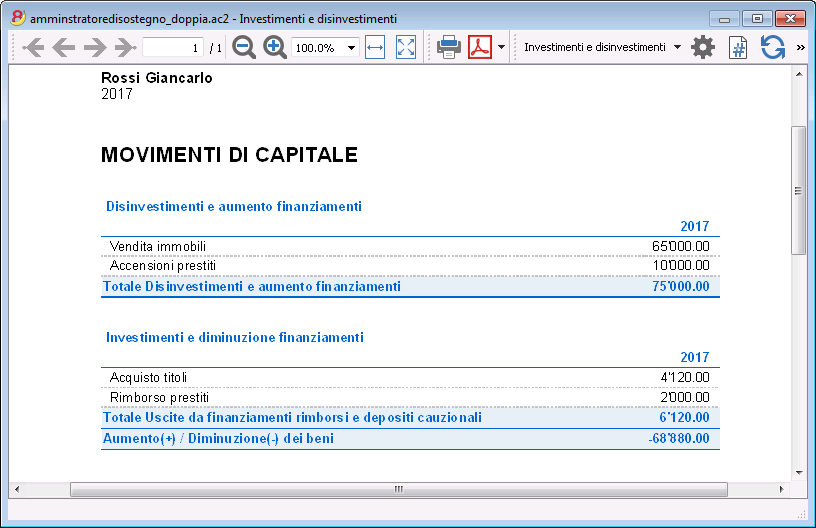 amminstratoredisostegno_doppia.ac2 - Investimenti e disinvestimenti
1 / 1 100.0% Investimenti e disinvestimenti # »
Rossi Giancarlo
2017
MOVIMENTI DI CAPITALE
Disinvestimenti e aumento finanziamenti
2017
Vendita immobili 65'000.00
Accensioni prestiti 10'000.00
Totale Disinvestimenti e aumento finanziamenti 75'000.00
Investimenti e diminuzione finanziamenti
2017
Acquisto titoli 4'120.00
Rimborso prestiti 2'000.00
Totale Uscite da finanziamenti rimborsi e depositi cauzionali 6'120.00
Aumento(+) / Diminuzione(-) dei beni -68'880.00